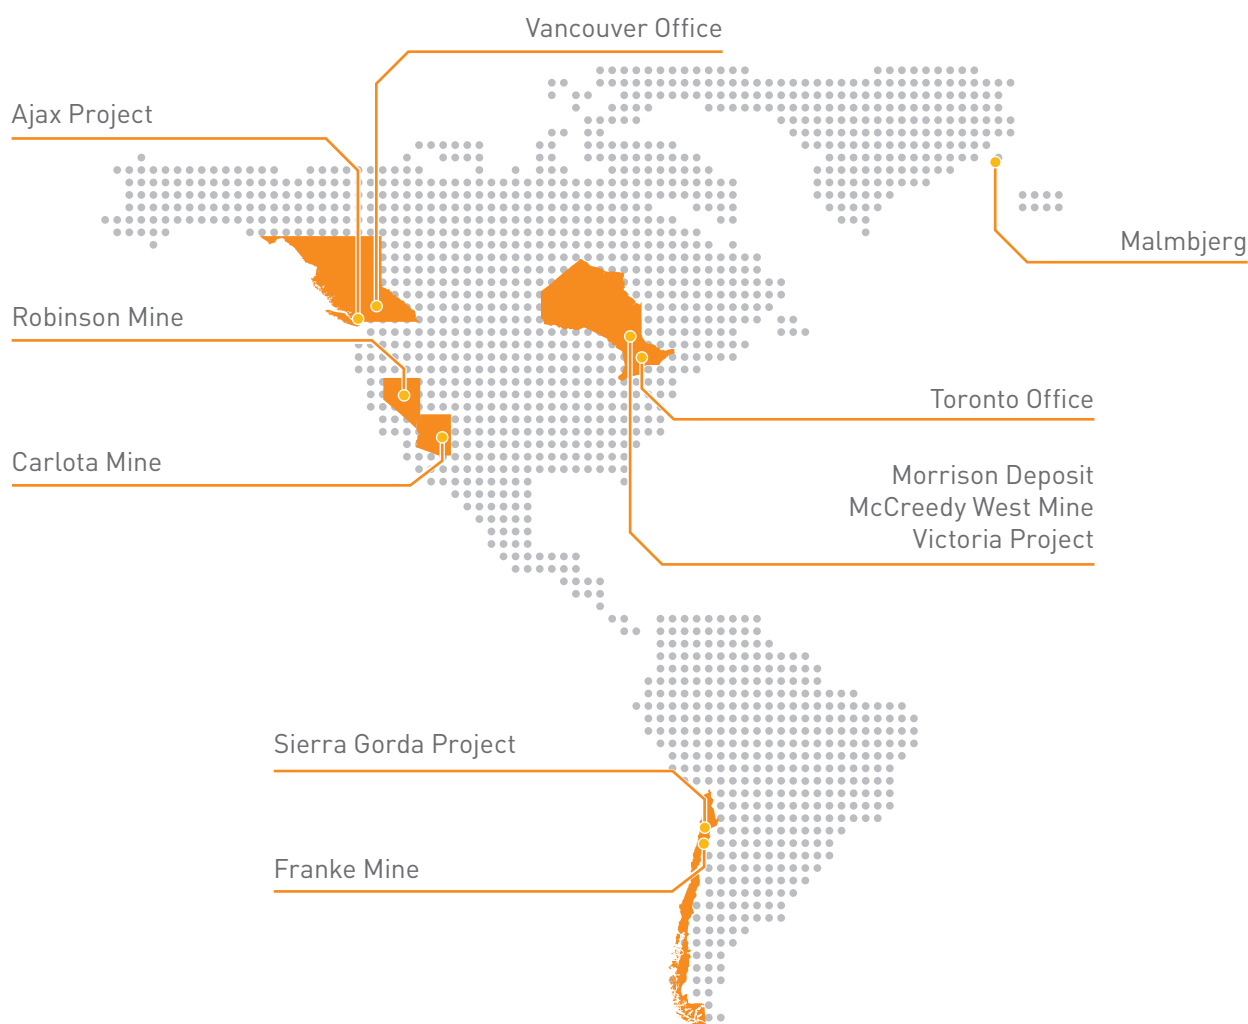 Vancouver Office
Ajax Project
Malmbjerg
Robinson Mine
Toronto Office
Carlota Mine
Morrison Deposit
McCreedy West Mine
Victoria Project
Sierra Gorda Project
Franke Mine